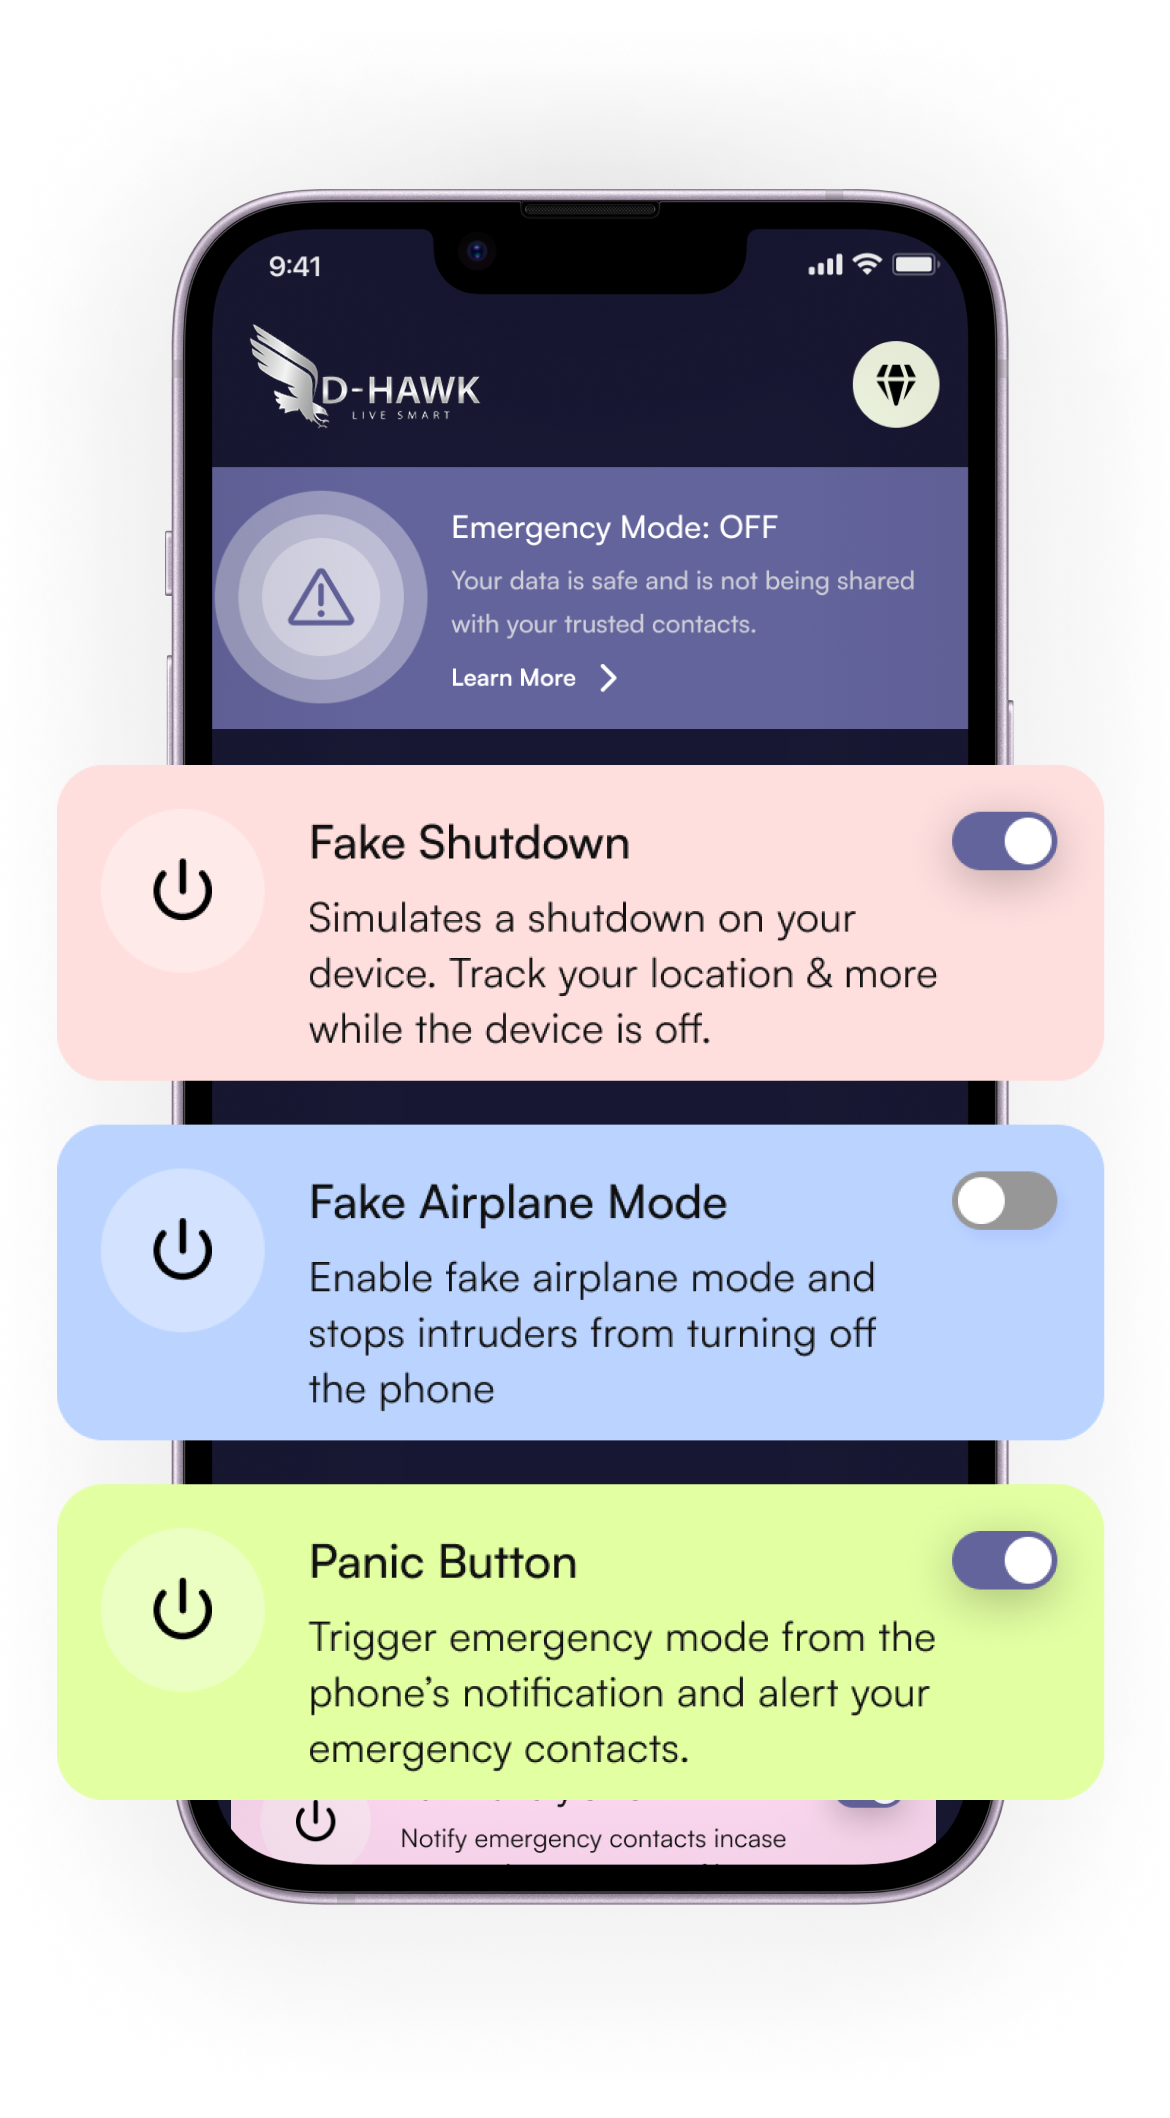 9:41
D-HAWK
LIVE SMART
Emergency Mode: OFF
Your data is safe and is not being shared
with your trusted contacts.
Learn More
Fake Shutdown
Simulates a shutdown on your
device. Track your location & more
while the device is off.
Fake Airplane Mode
Enable fake airplane mode and
stops intruders from turning off
the phone
Panic Button
Trigger emergency mode from the
phone’s notification and alert your
emergency contacts.
Notify emergency contacts incase